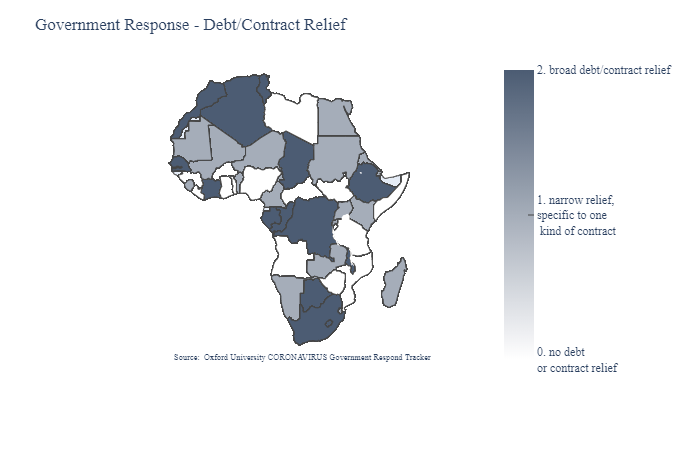 Government Response - Debt/Contract Relief
2. broad debt/contract relief
1. narrow relief,
specific to one
kind of contract
0. no debt
or contract relief
Source: Oxford University CORONAVIRUS Government Respond Tracker